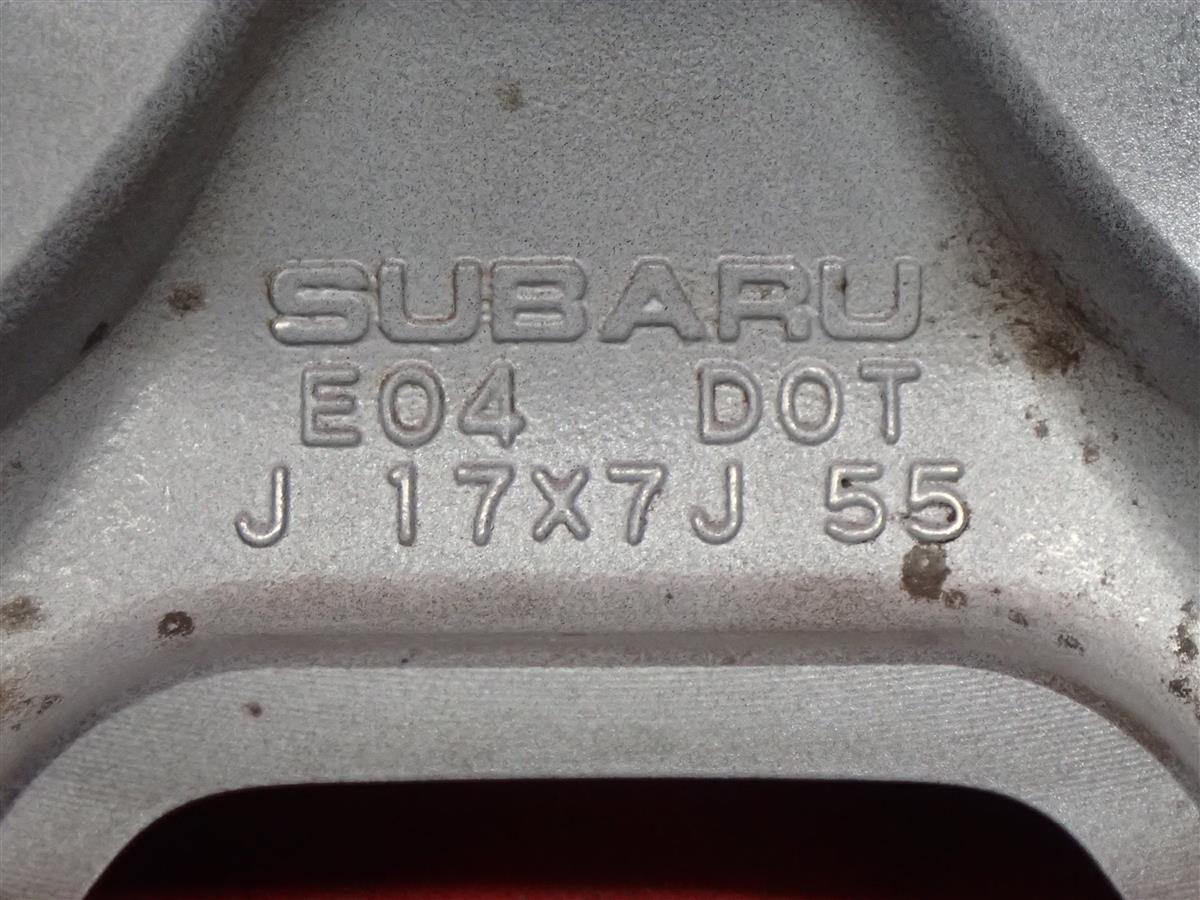 SUBARU
E04 DOT
J 17X7J 55